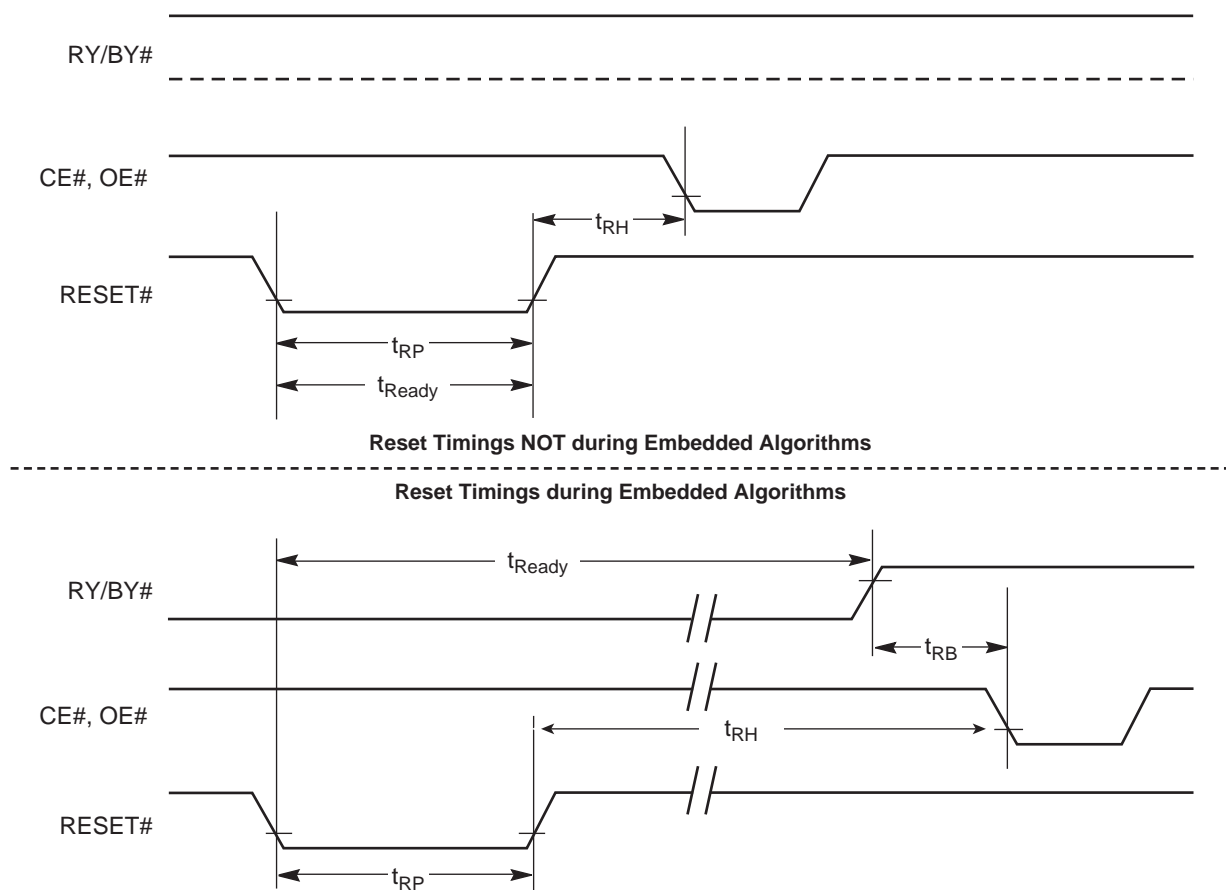 RY/BY#
CE#, OE#
tRH
RESET#
tRP
tReady
Reset Timings NOT during Embedded Algorithms
Reset Timings during Embedded Algorithms
tReady
RY/BY#
tRB
CE#, OE#
tRH
RESET#
tRP